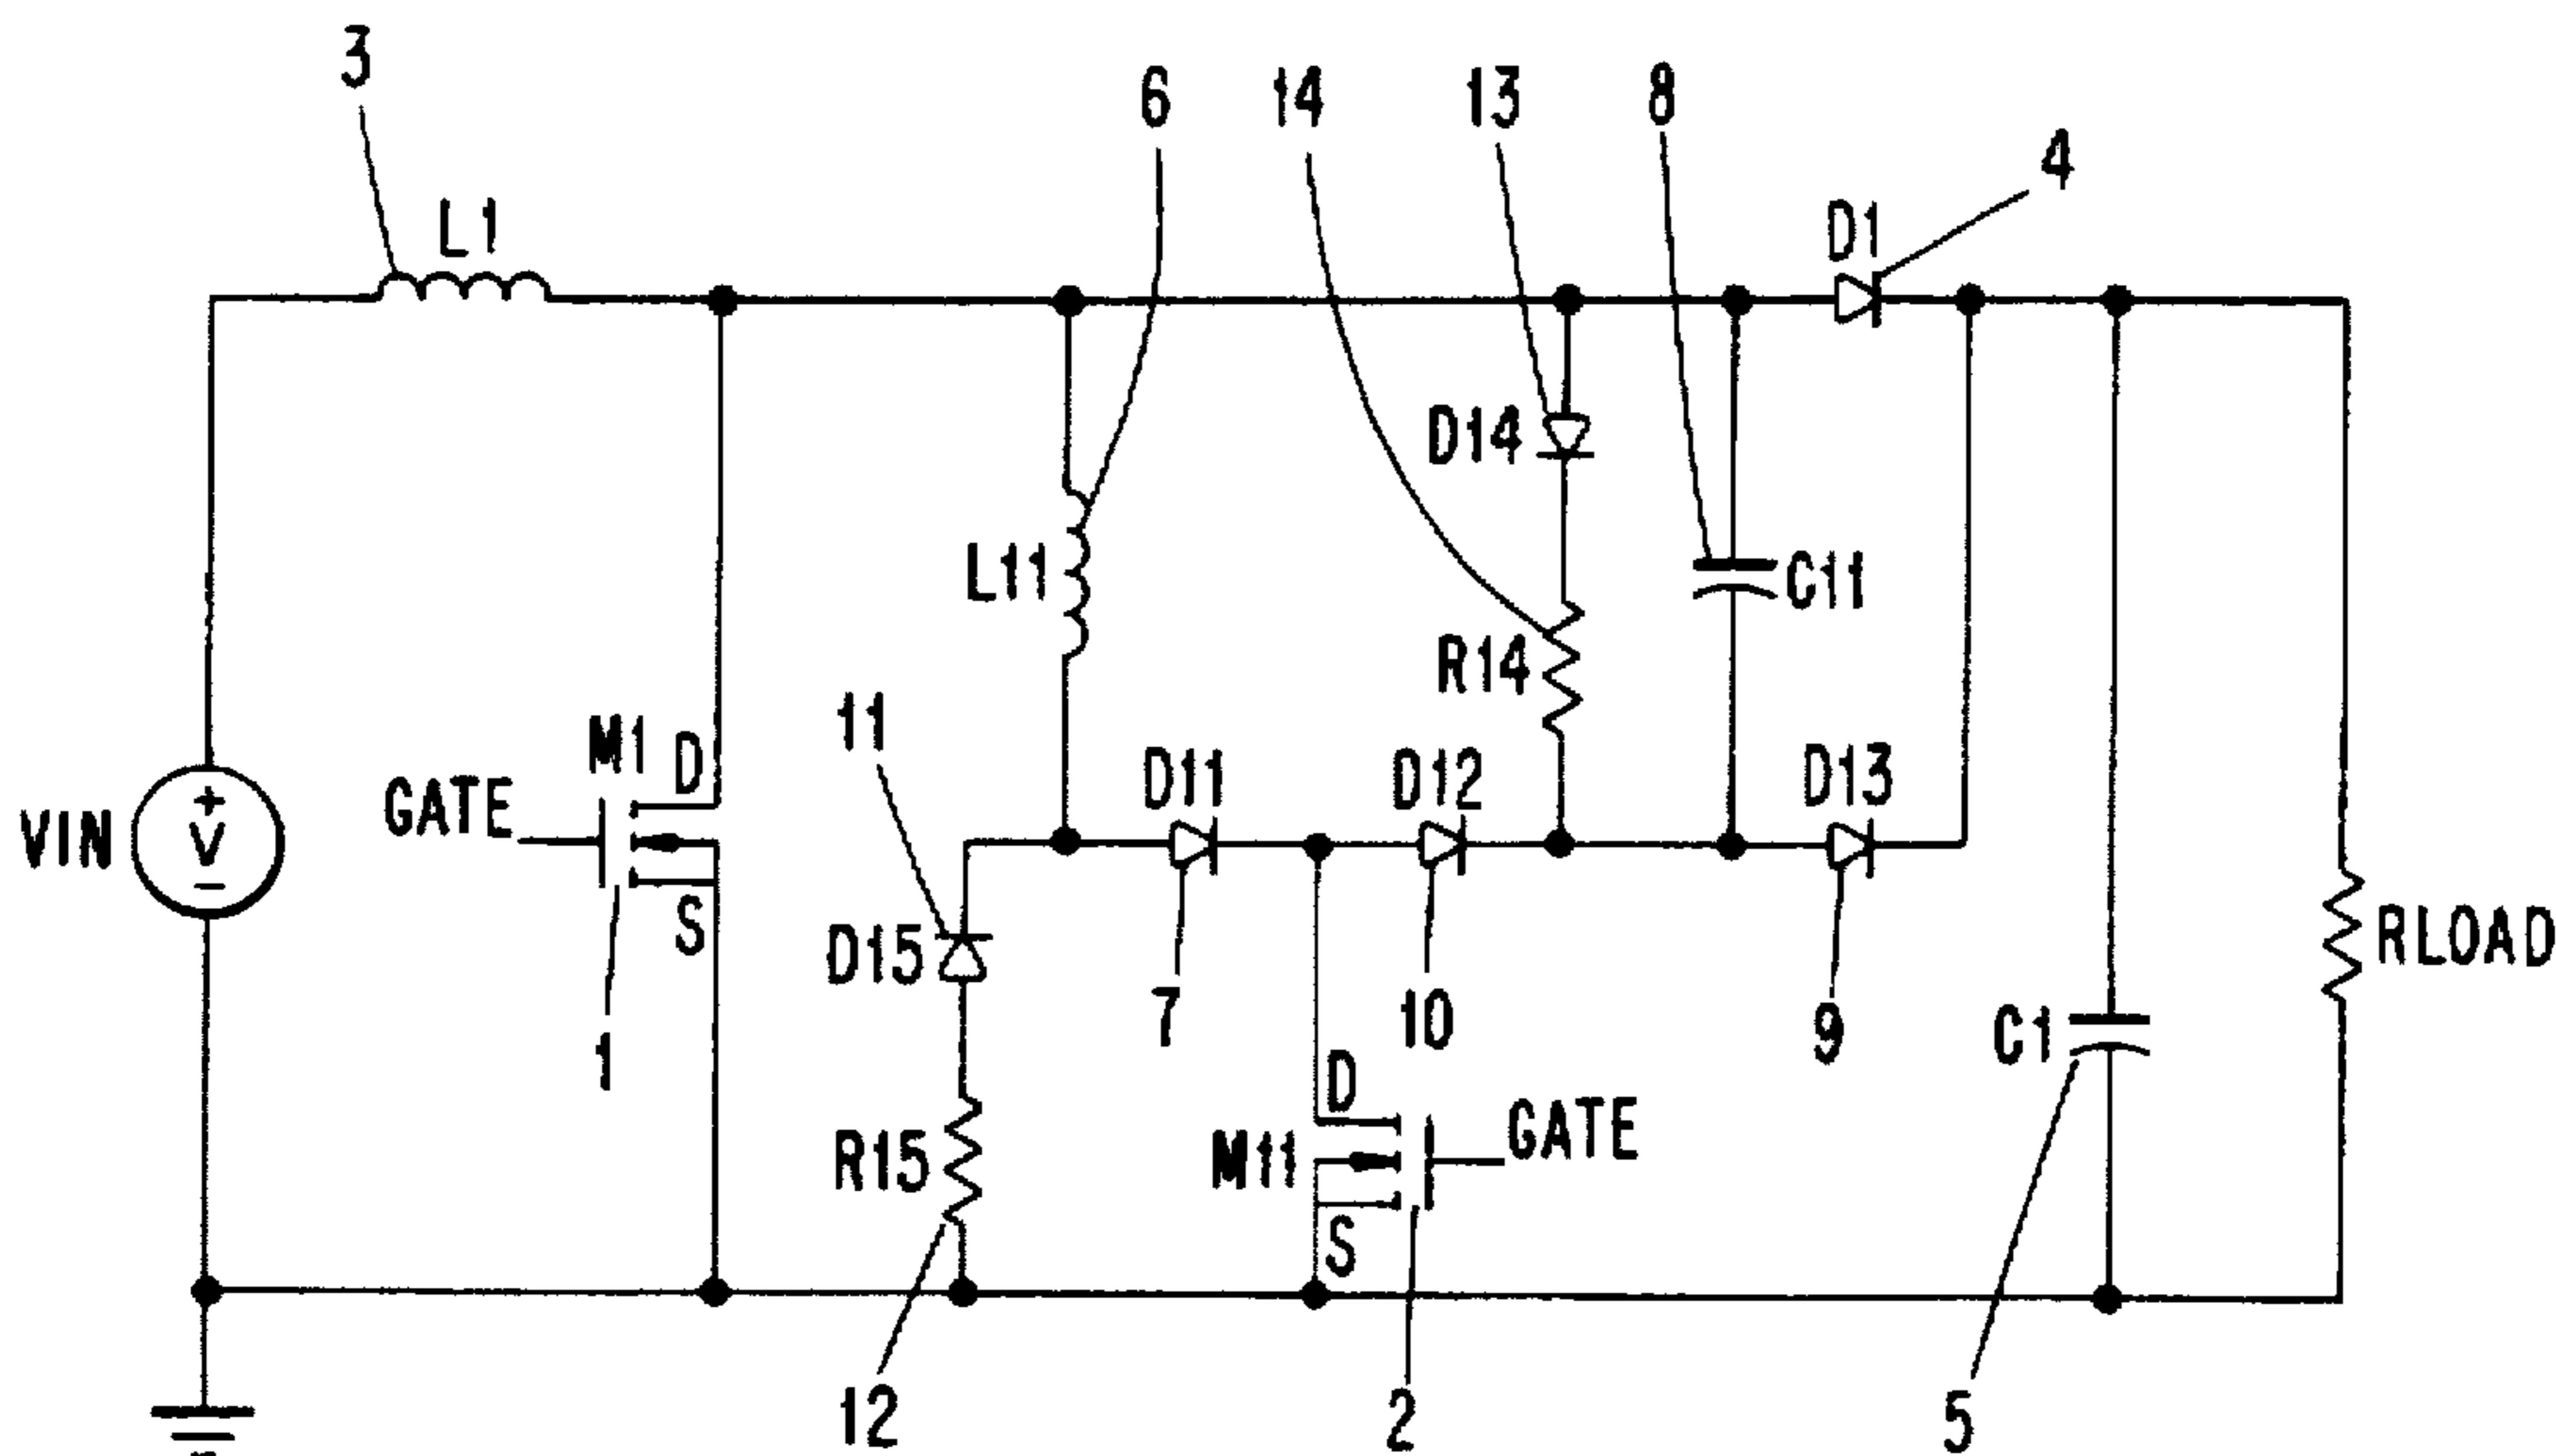 3
6
14
13
8
4
L1
D1
D14
L11
C11
R14
11
M1
D
GATE
D11
D12
D13
VIN
+
V
−
S
D15
RLOAD
7
10
9
C1
1
D
R15
M11
GATE
S
12
2
5